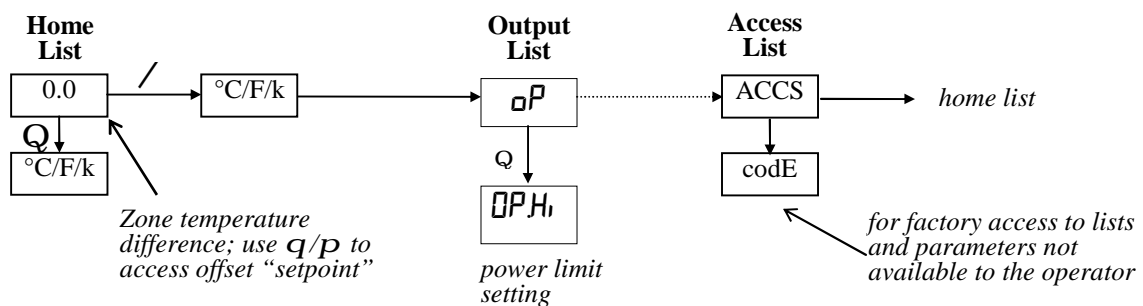 Home
List
Output
List
Access
List
0.0
/
°C/F/k
oP
ACCS
home list
Q
°C/F/k
Q
OP.Hi
codE
Zone temperature
difference; use q/p to
access offset “setpoint”
power limit
setting
for factory access to lists
and parameters not
available to the operator